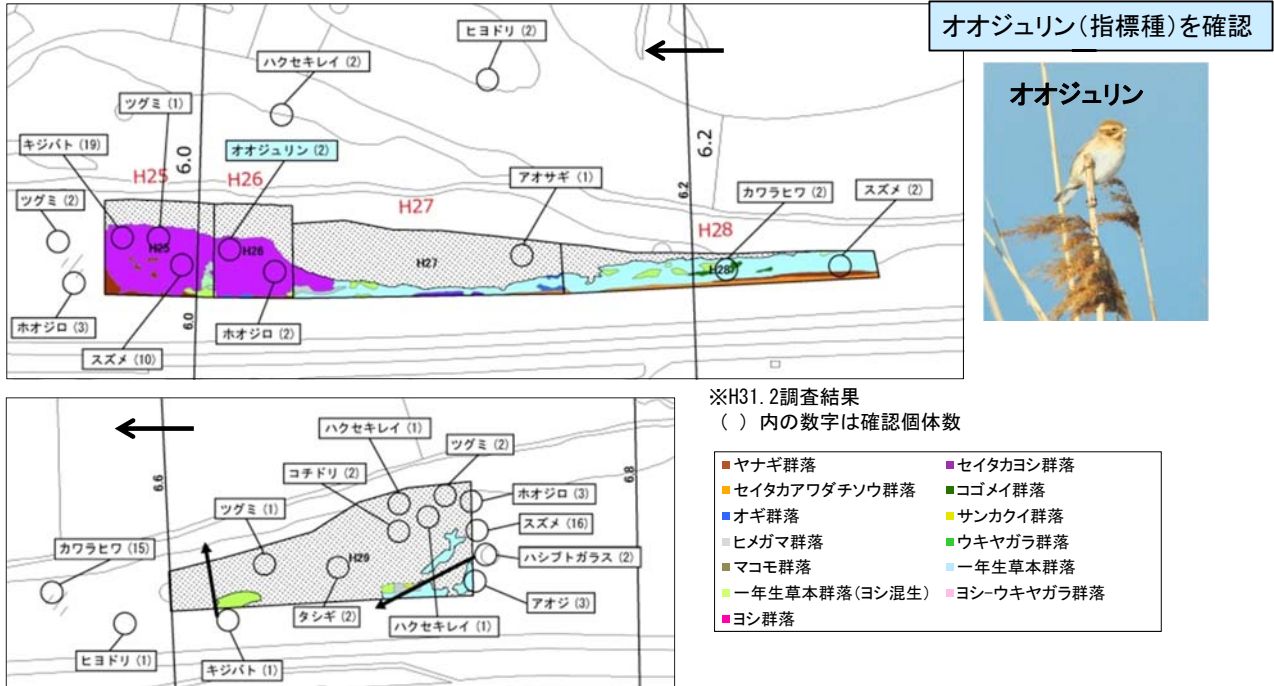 オオジュリン(指標種)を確認
オオジュリン
ヒヨドリ (2)
ハクセキレイ (2)
ツグミ (1)
キジバト (19)
オオジュリン (2)
アオサギ (1)
カワラヒワ (2)
スズメ (2)
ツグミ (2)
ホオジロ (3)
スズメ (10)
ホオジロ (2)
H25
6.0
H26
H27
6.2
6.2
H28
H25
H26
H27
H28
6.0
※H31.2調査結果
( )内の数字は確認個体数
ハクセキレイ (1)
ツグミ (2)
コチドリ (2)
ホオジロ (3)
ツグミ (1)
スズメ (16)
カワラヒワ (15)
ハシブトガラス (2)
アオジ (3)
タシギ (2)
ハクセキレイ (1)
ヒヨドリ (1)
キジバト (1)
6.6
6.8
H29
ヤナギ群落
セイタカヨシ群落
セイタカアワダチソウ群落
コゴメイ群落
オギ群落
サンカクイ群落
ヒメガマ群落
ウキヤガラ群落
マコモ群落
一年生草本群落
一年生草本群落(ヨシ混生)
ヨシ-ウキヤガラ群落
ヨシ群落